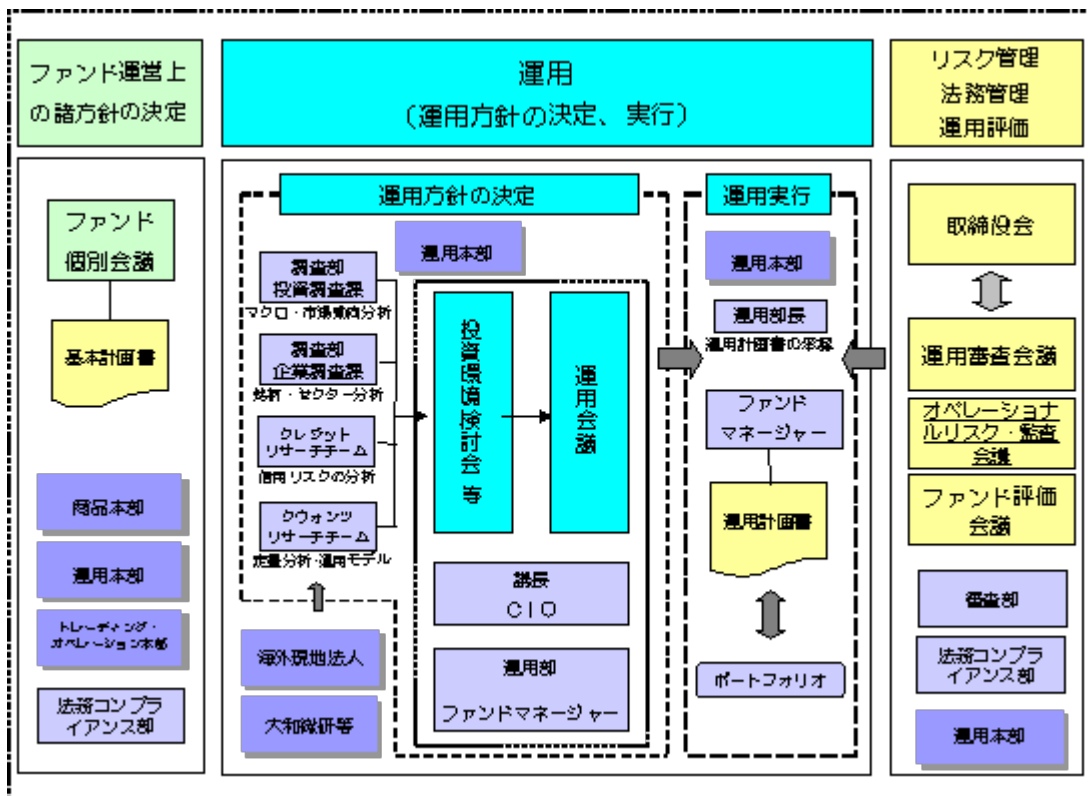 ファンド運営上
の諸方針の決定
運用
(運用方針の決定、実行)
リスク管理
法務管理
運用評価
ファンド
個別会議
基本計画書
商品本部
運用本部
トレーディング・
オペレーション本部
法務コンプラ
イアンス部
運用方針の決定
運用本部
調査部
投資調査課
マクロ・市場動向分析
調査部
企業調査課
銘柄・セクター分析
クレジット
リサーチチーム
信用リスクの分析
クウォンツ
リサーチチーム
定量分析・運用モデル
海外現地法人
大和総研等
投資環境検討会等
運用会議
議長
CIO
運用部
ファンドマネージャー
運用実行
運用本部
運用部長
運用計画書の承認
ファンド
マネージャー
運用計画書
ポートフォリオ
取締役会
運用審査会議
オペレーショナ
ルリスク・監査
会議
ファンド評価
会議
審査部
法務コンプラ
イアンス部
運用本部